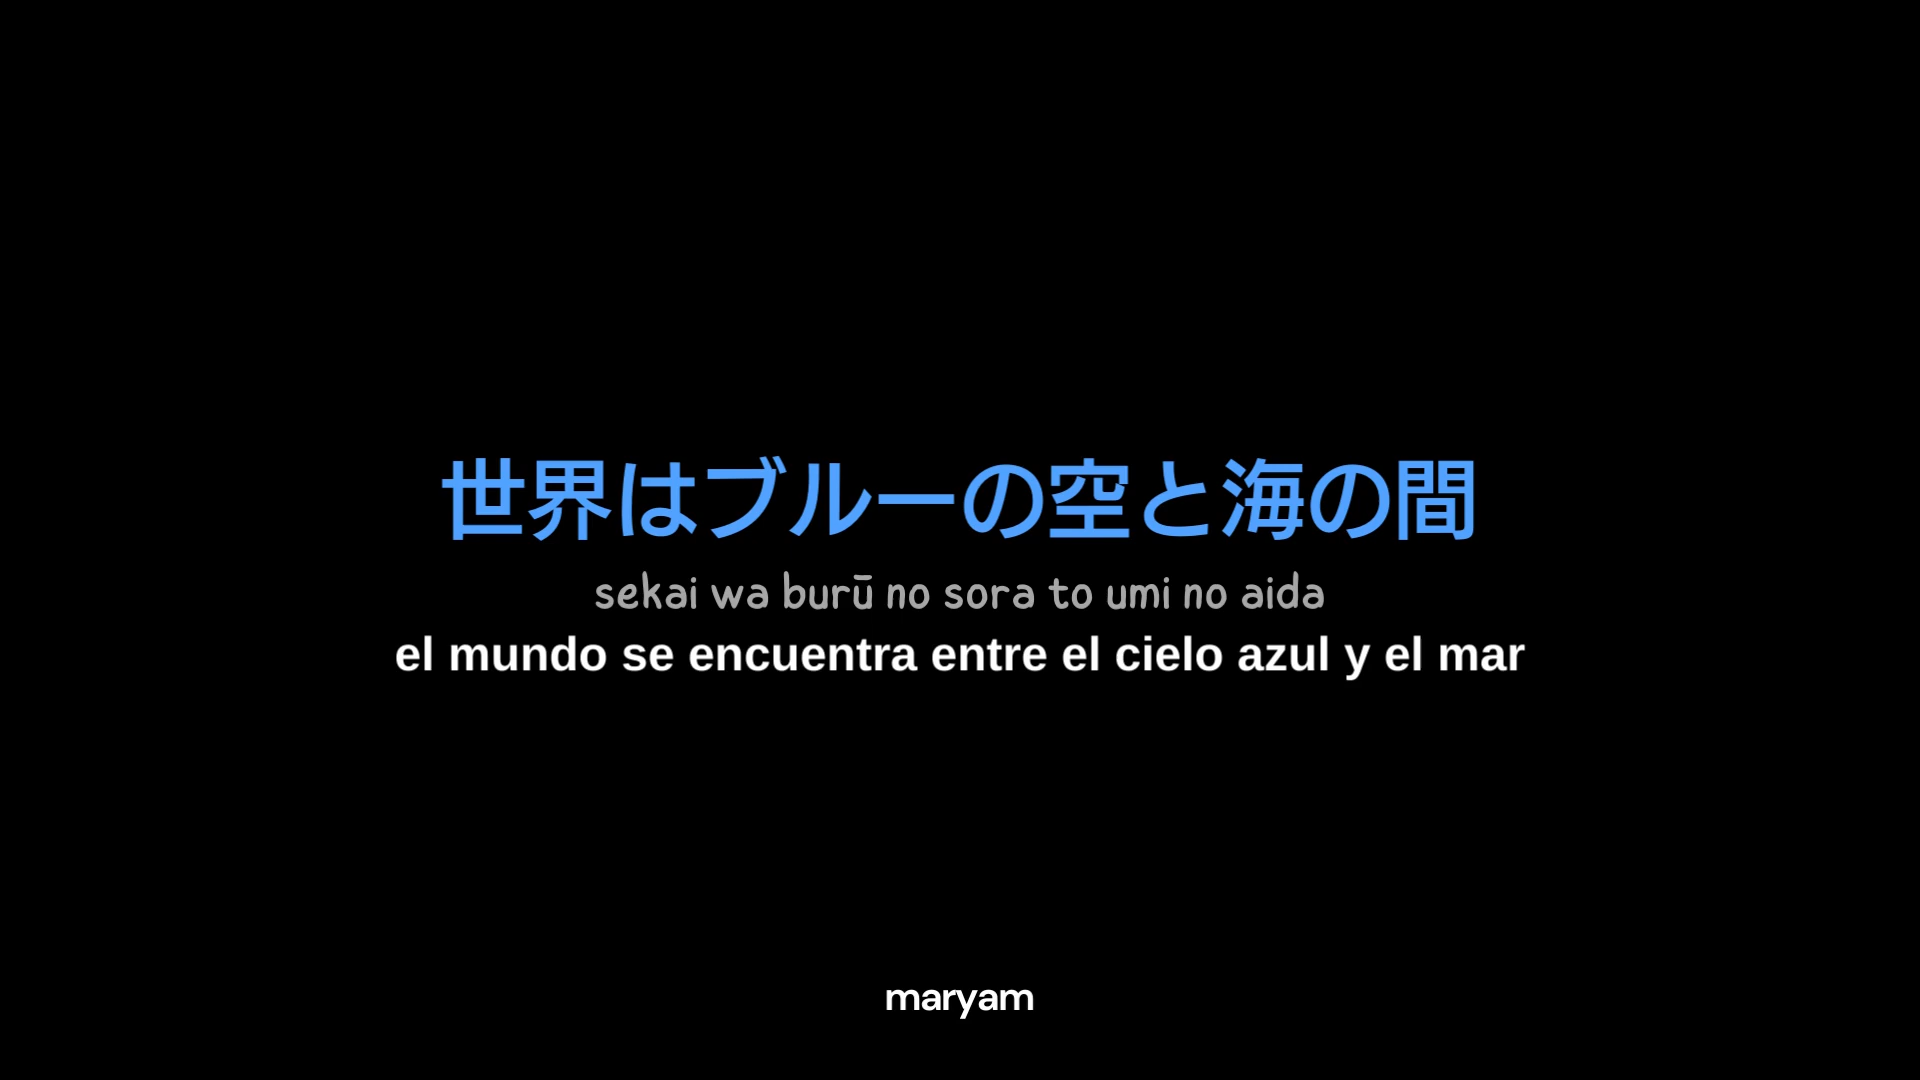 世界はブルーの空と海の間
sekai wa burū no sora to umi no aida
el mundo se encuentra entre el cielo azul y el mar
maryam